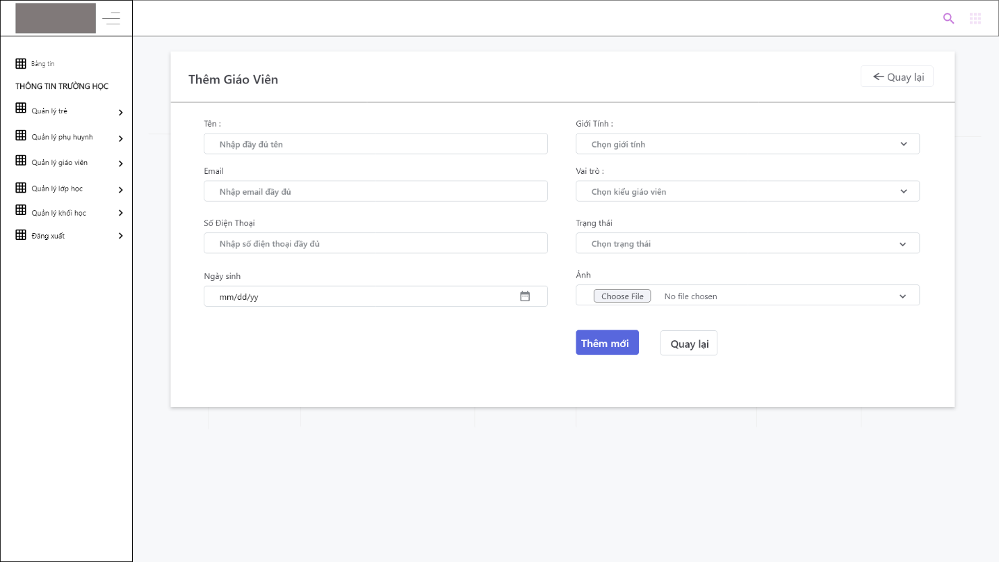 Bảng tin
THÔNG TIN TRƯỜNG HỌC
Quản lý trẻ
Quản lý phụ huynh
Quản lý giáo viên
Quản lý lớp học
Quản lý khối học
Đăng xuất
Thêm Giáo Viên
Quay lại
Tên :
Nhập đầy đủ tên
Giới Tính :
Chọn giới tính
Email
Nhập email đầy đủ
Vai trò :
Chọn kiểu giáo viên
Số Điện Thoại
Nhập số điện thoại đầy đủ
Trạng thái
Chọn trạng thái
Ngày sinh
mm/dd/yy
Ảnh
Choose File No file chosen
Thêm mới
Quay lại